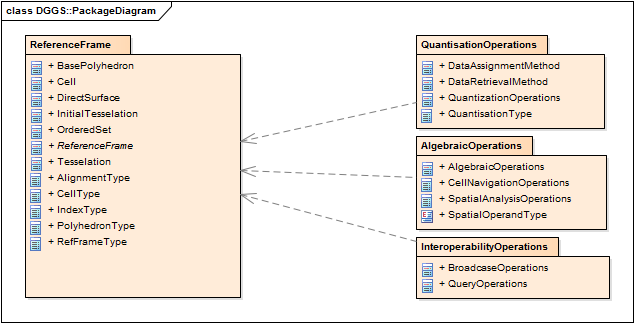 class DGGS::PackageDiagram
ReferenceFrame
+ BasePolyhedron
+ Cell
+ DirectSurface
+ InitialTesselation
+ OrderedSet
+ ReferenceFrame
+ Tesselation
+ AlignmentType
+ CellType
+ IndexType
+ PolyhedronType
+ RefFrameType
QuantisationOperations
+ DataAssignmentMethod
+ DataRetrievalMethod
+ QuantizationOperations
+ QuantisationType
AlgebraicOperations
+ AlgebraicOperations
+ CellNavigationOperations
+ SpatialAnalysisOperations
+ SpatialOperandType
InteroperabilityOperations
+ BroadcaseOperations
+ QueryOperations